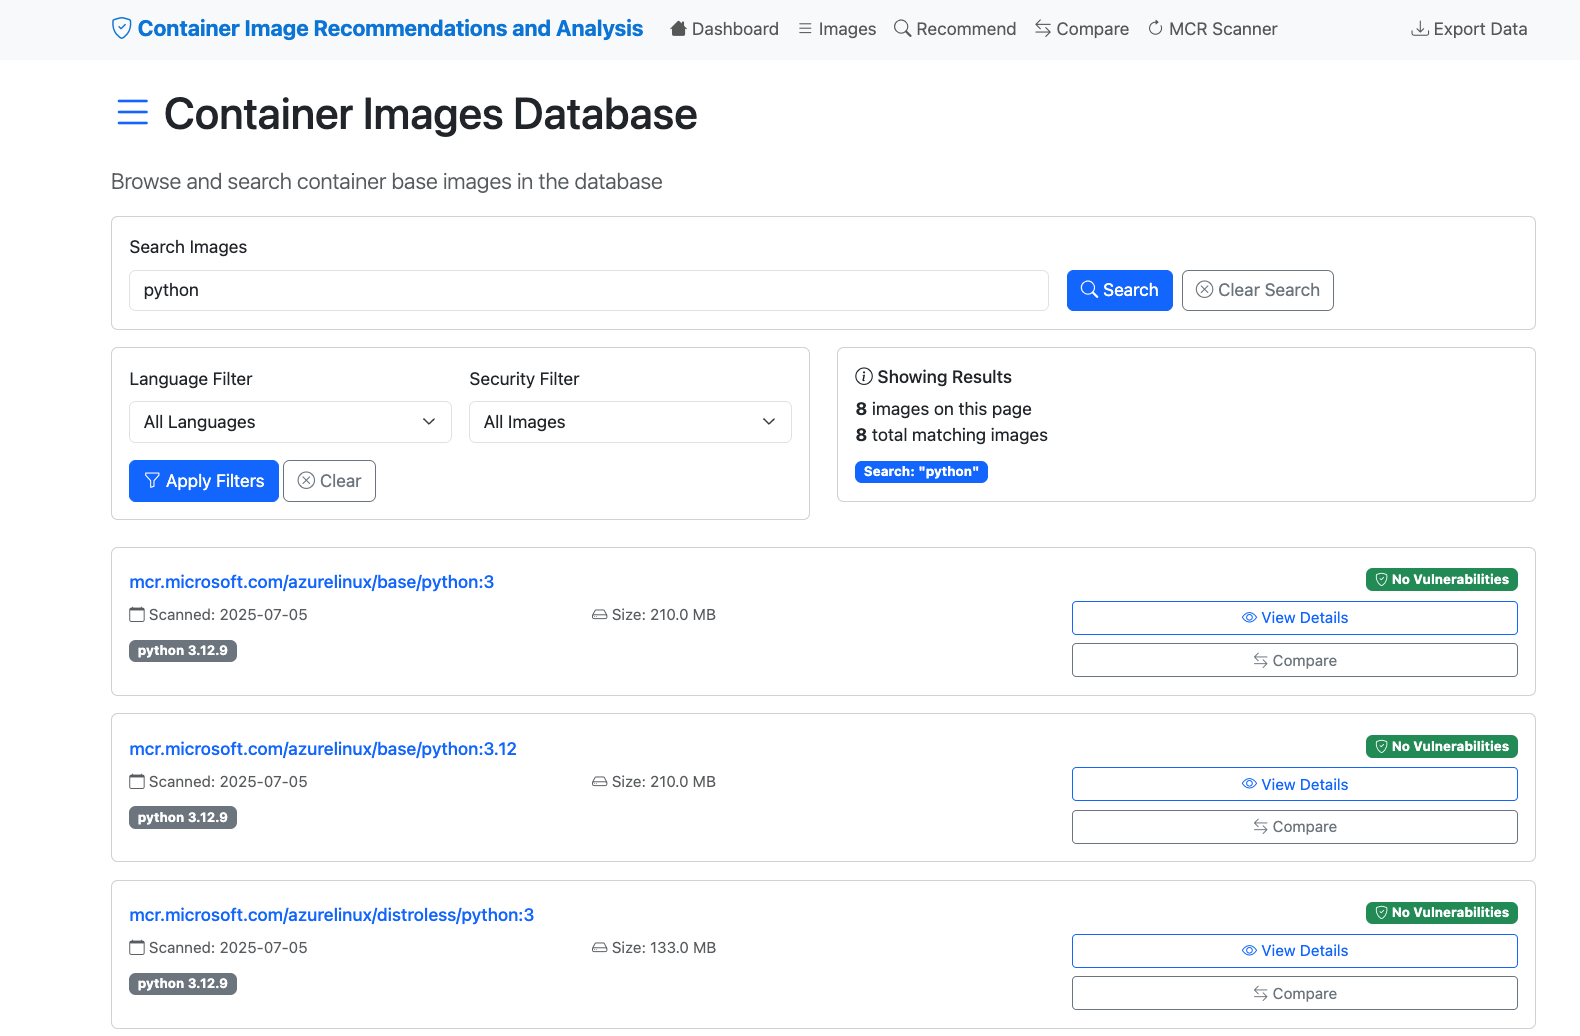 Container Image Recommendations and Analysis Dashboard Images Recommend Compare MCR Scanner Export Data
Container Images Database
Browse and search container base images in the database
Search Images
python Search Clear Search
Language Filter Security Filter
All Languages All Images
Apply Filters Clear
Showing Results
8 images on this page
8 total matching images
Search: "python"
mcr.microsoft.com/azurelinux/base/python:3 No Vulnerabilities
Scanned: 2025-07-05 Size: 210.0 MB View Details
python 3.12.9 Compare
mcr.microsoft.com/azurelinux/base/python:3.12 No Vulnerabilities
Scanned: 2025-07-05 Size: 210.0 MB View Details
python 3.12.9 Compare
mcr.microsoft.com/azurelinux/distroless/python:3 No Vulnerabilities
Scanned: 2025-07-05 Size: 133.0 MB View Details
python 3.12.9 Compare